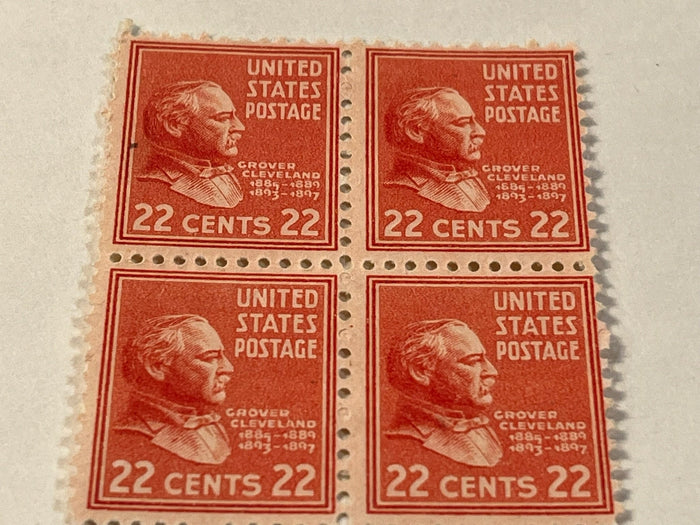 UNITED
STATES
POSTAGE
GROVER
CLEVELAND
1885-1889
1893-1897
22 CENTS 22
UNITED
STATES
POSTAGE
GROVER
CLEVELAND
1885-1889
1893-1897
22 CENTS 22
UNITED
STATES
POSTAGE
GROVER
CLEVELAND
1885-1889
1893-1897
22 CENTS 22
UNITED
STATES
POSTAGE
GROVER
CLEVELAND
1885-1889
1893-1897
22 CENTS 22